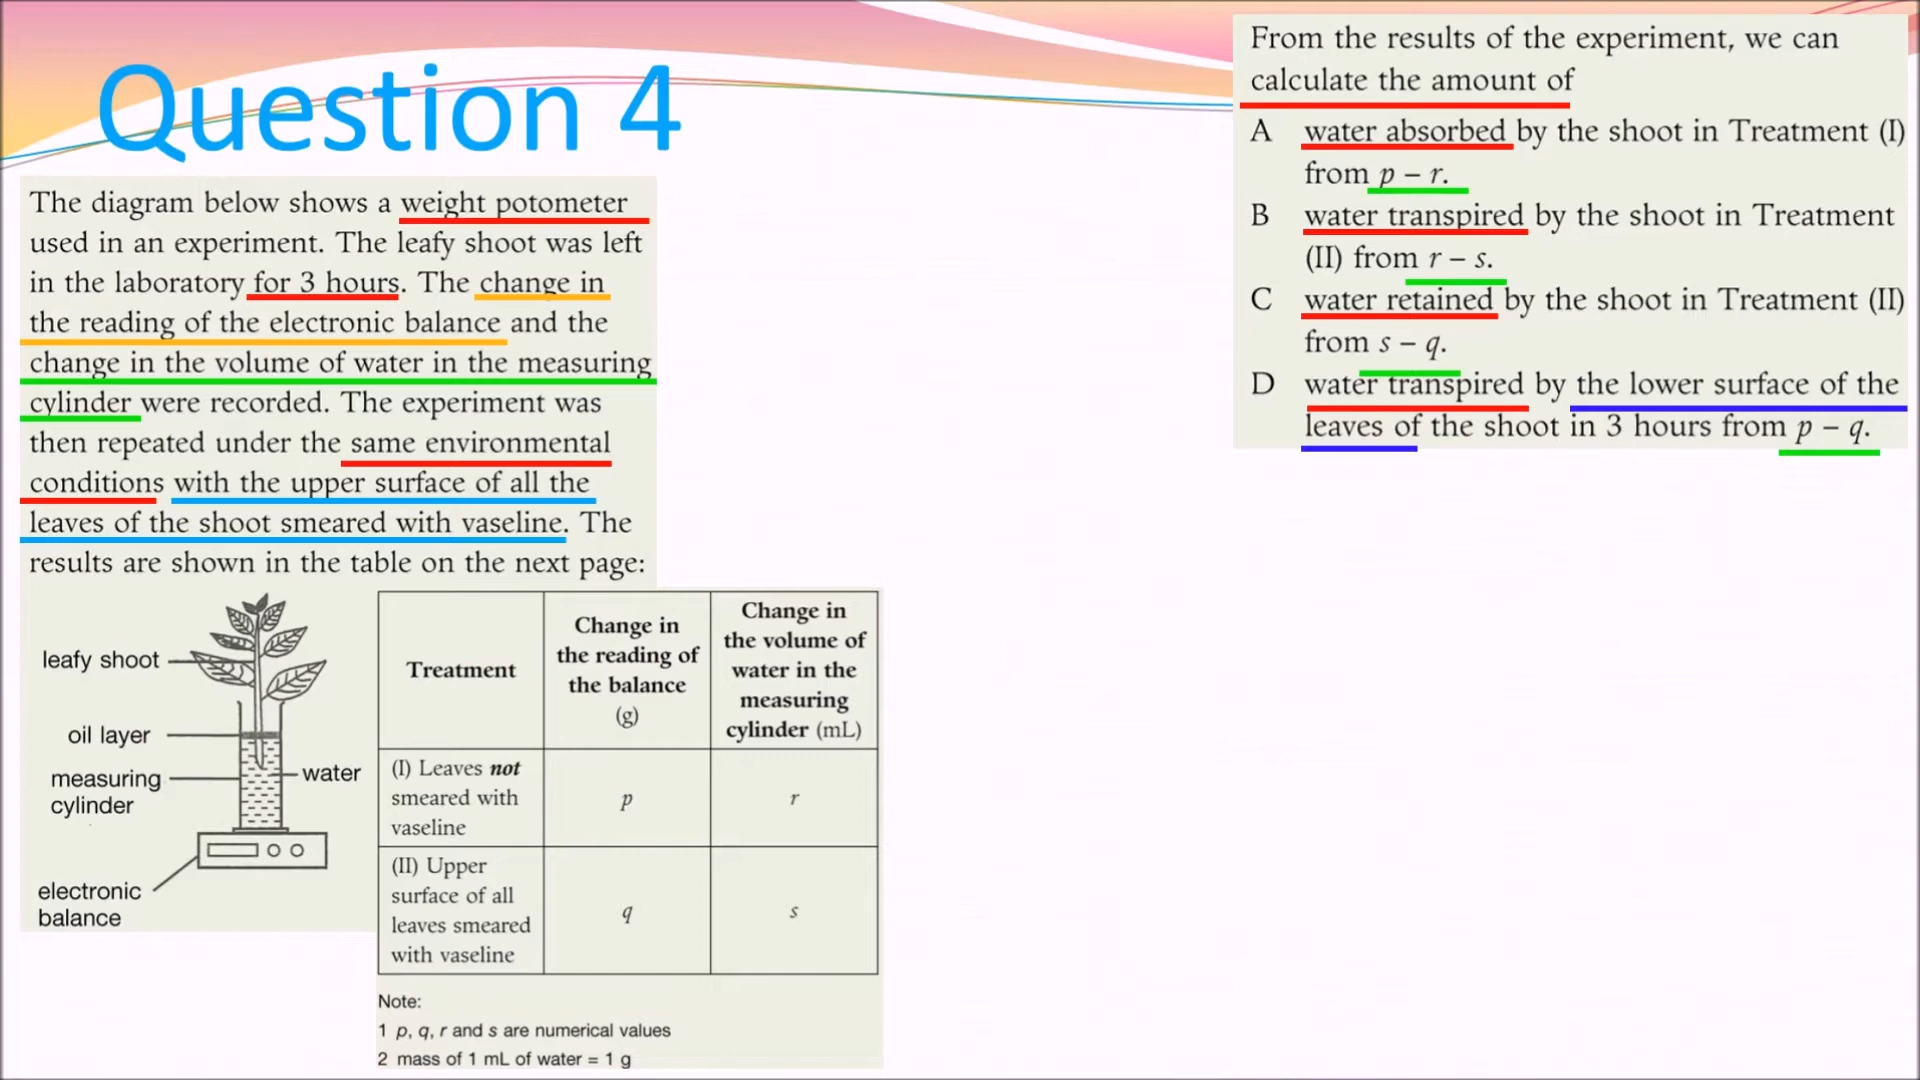 Question 4
The diagram below shows a weight potometer
used in an experiment. The leafy shoot was left
in the laboratory for 3 hours. The change in
the reading of the electronic balance and the
change in the volume of water in the measuring
cylinder were recorded. The experiment was
then repeated under the same environmental
conditions with the upper surface of all the
leaves of the shoot smeared with vaseline. The
results are shown in the table on the next page:
leafy shoot
oil layer
measuring
cylinder
water
electronic
balance
Treatment
Change in
the reading of
the balance
(g)
Change in
the volume of
water in the
measuring
cylinder (mL)
(I) Leaves not
smeared with
vaseline
p
r
(II) Upper
surface of all
leaves smeared
with vaseline
q
s
Note:
1 p, q, r and s are numerical values
2 mass of 1 mL of water = 1 g
From the results of the experiment, we can
calculate the amount of
A water absorbed by the shoot in Treatment (I)
from p – r.
B water transpired by the shoot in Treatment
(II) from r – s.
C water retained by the shoot in Treatment (II)
from s – q.
D water transpired by the lower surface of the
leaves of the shoot in 3 hours from p – q.